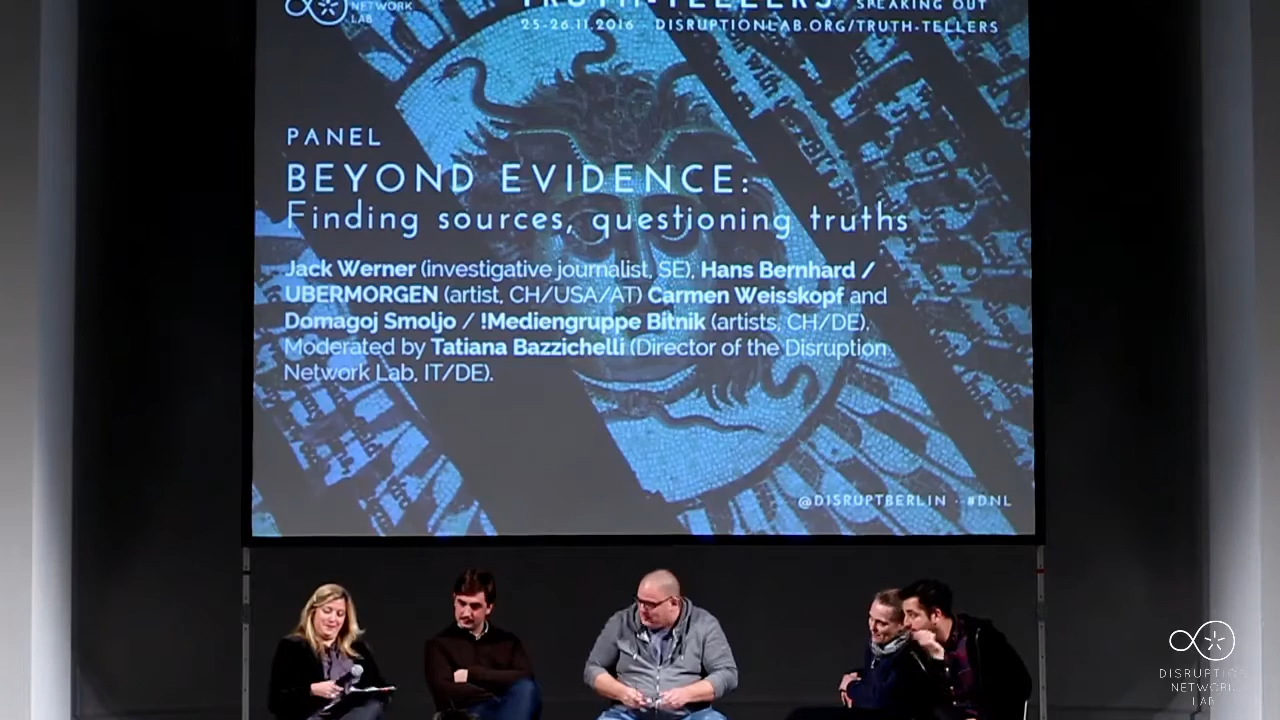 NETWORK
LAB
TRUTH-TELLERS SPEAKING OUT
25-26.11.2016 - DISRUPTIONLAB.ORG/TRUTH-TELLERS
PANEL
BEYOND EVIDENCE:
Finding sources, questioning truths
Jack Werner (investigative journalist, SE), Hans Bernhard /
UBERMORGEN (artist, CH/USA/AT) Carmen Weisskopf and
Domagoj Smoljo / !Mediengruppe Bitnik (artists, CH/DE).
Moderated by Tatiana Bazzichelli (Director of the Disruption
Network Lab, IT/DE).
@DISRUPTBERLIN - #DNL
DISRUPTION
NETWORK
LAB